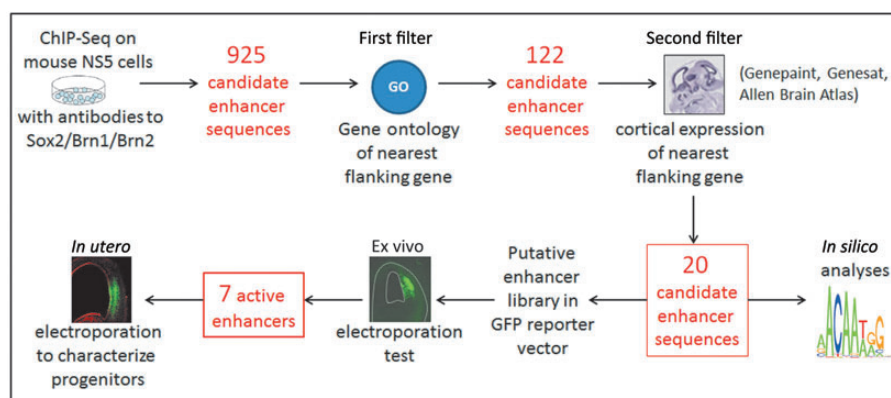 ChIP-Seq on
mouse NS5 cells
with antibodies to
Sox2/Brn1/Brn2
925
candidate
enhancer
sequences
First filter
GO
Gene ontology
of nearest
flanking gene
122
candidate
enhancer
sequences
Second filter
(Genepaint, Genesat,
Allen Brain Atlas)
cortical expression
of nearest
flanking gene
In utero
electroporation
to characterize
progenitors
7 active
enhancers
Ex vivo
electroporation
test
Putative
enhancer
library in
GFP reporter
vector
20
candidate
enhancer
sequences
In silico
analyses
AACAATGG